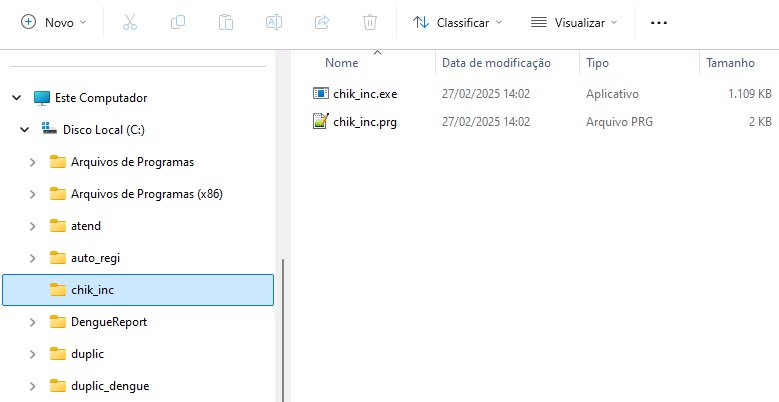 Novo
Classificar
Visualizar
Este Computador
Disco Local (C:)
Arquivos de Programas
Arquivos de Programas (x86)
atend
auto_regi
chik_inc
DengueReport
duplic
duplic_dengue
Nome Data de modificação Tipo Tamanho
chik_inc.exe 27/02/2025 14:02 Aplicativo 1.109 KB
chik_inc.prg 27/02/2025 14:02 Arquivo PRG 2 KB